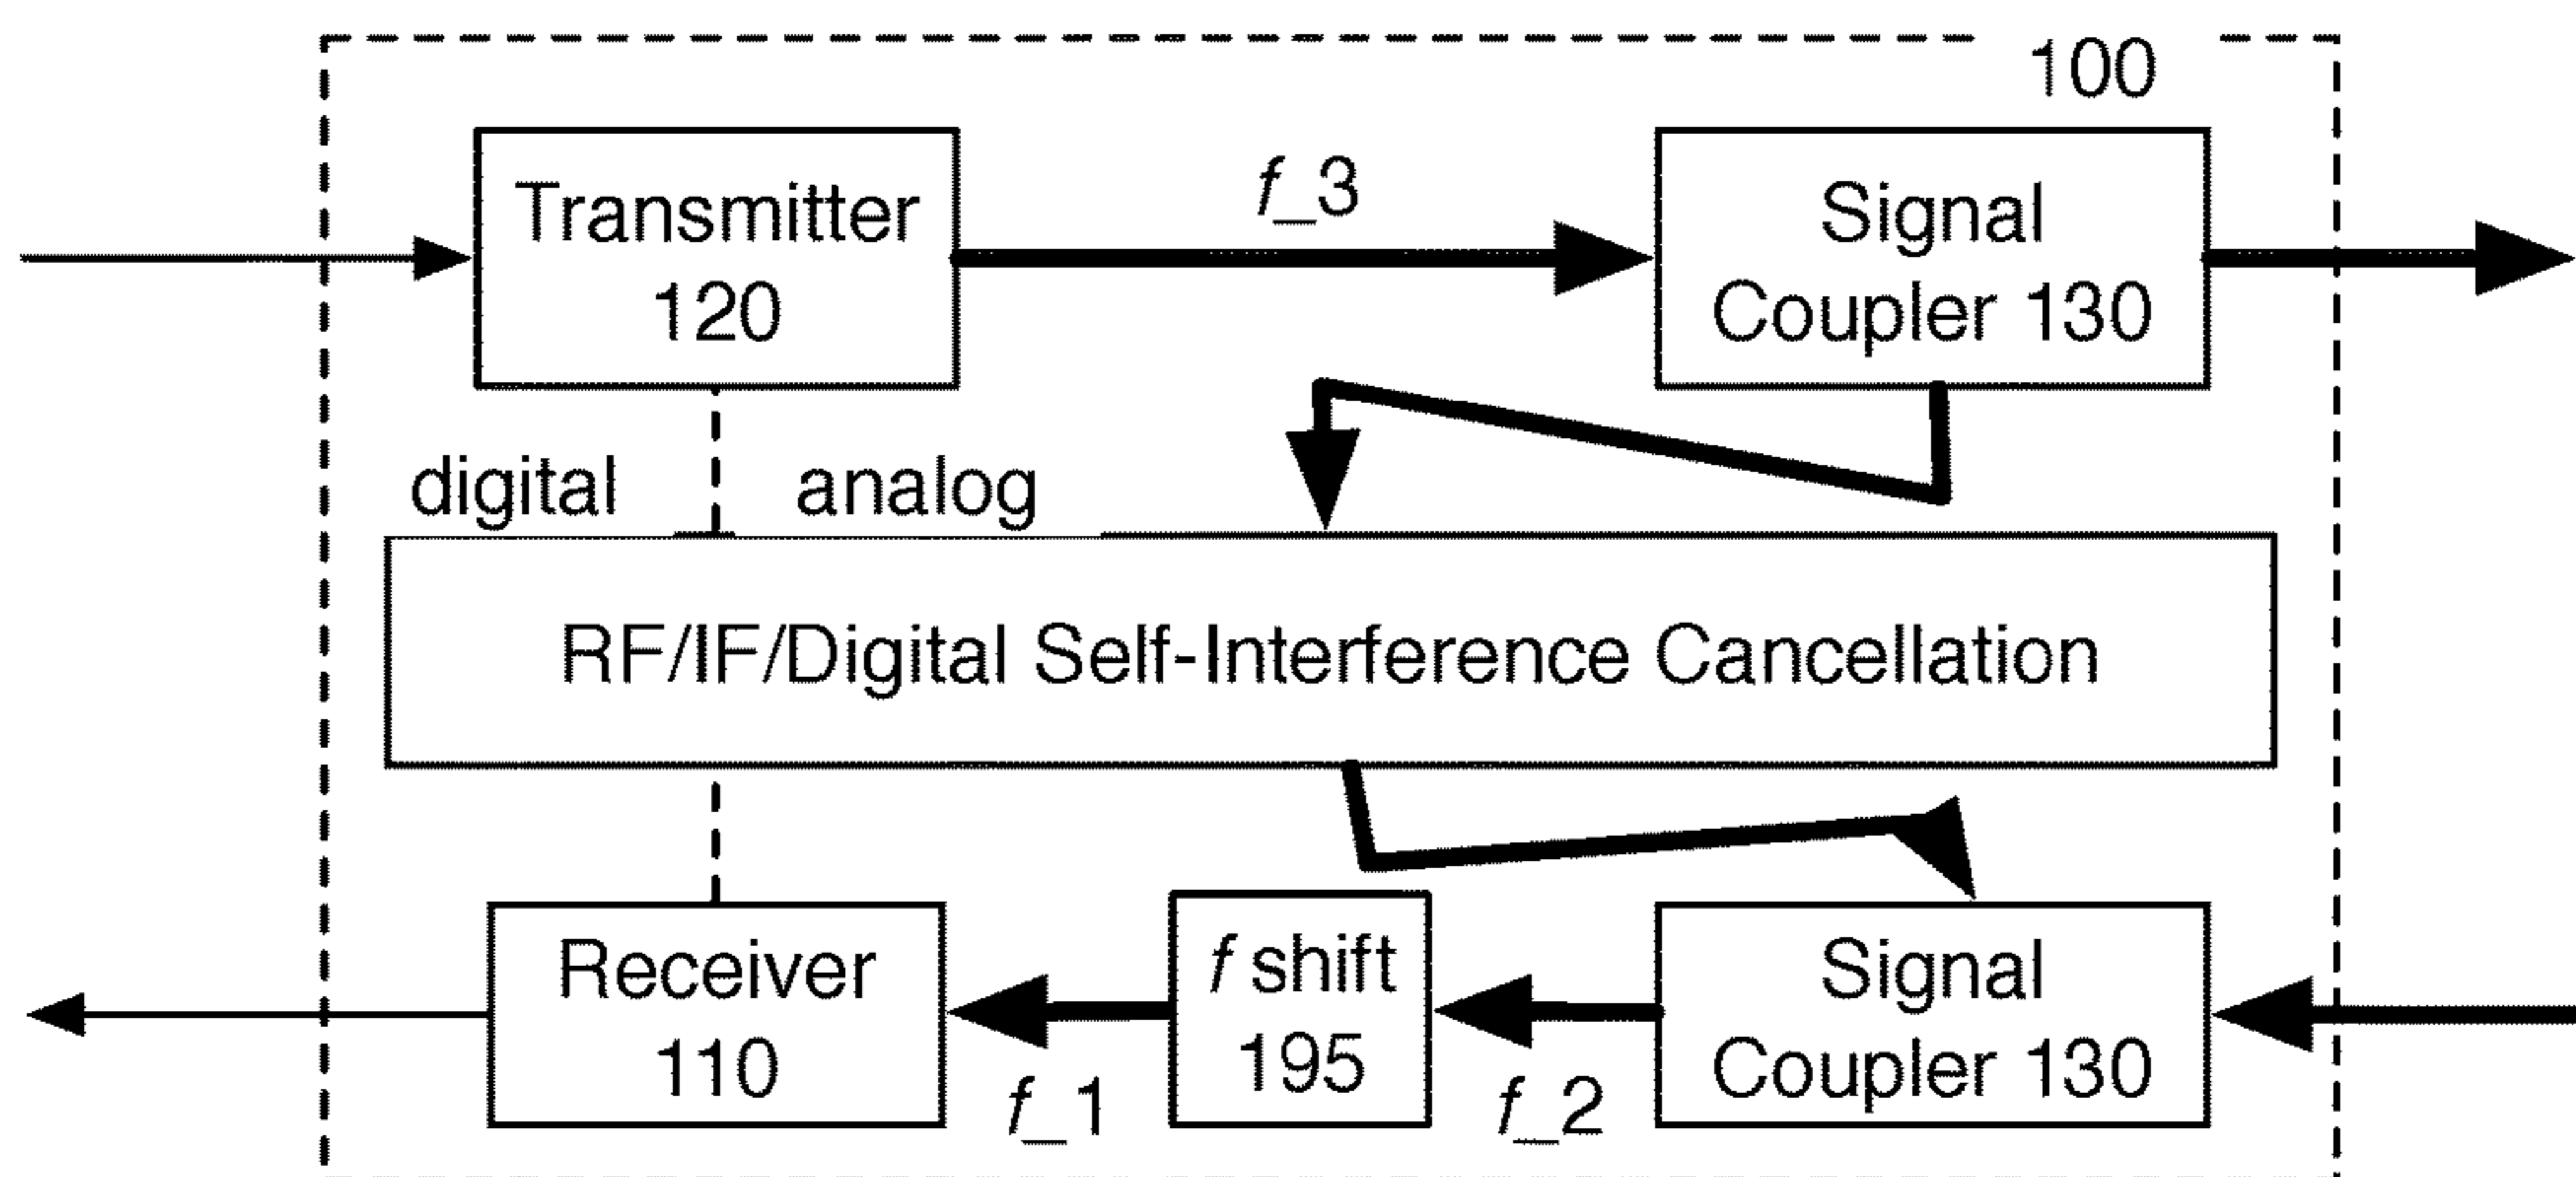 100
Transmitter
120
f_3
Signal
Coupler 130
digital
analog
RF/IF/Digital Self-Interference Cancellation
Receiver
110
f_1
f shift
195
f_2
Signal
Coupler 130